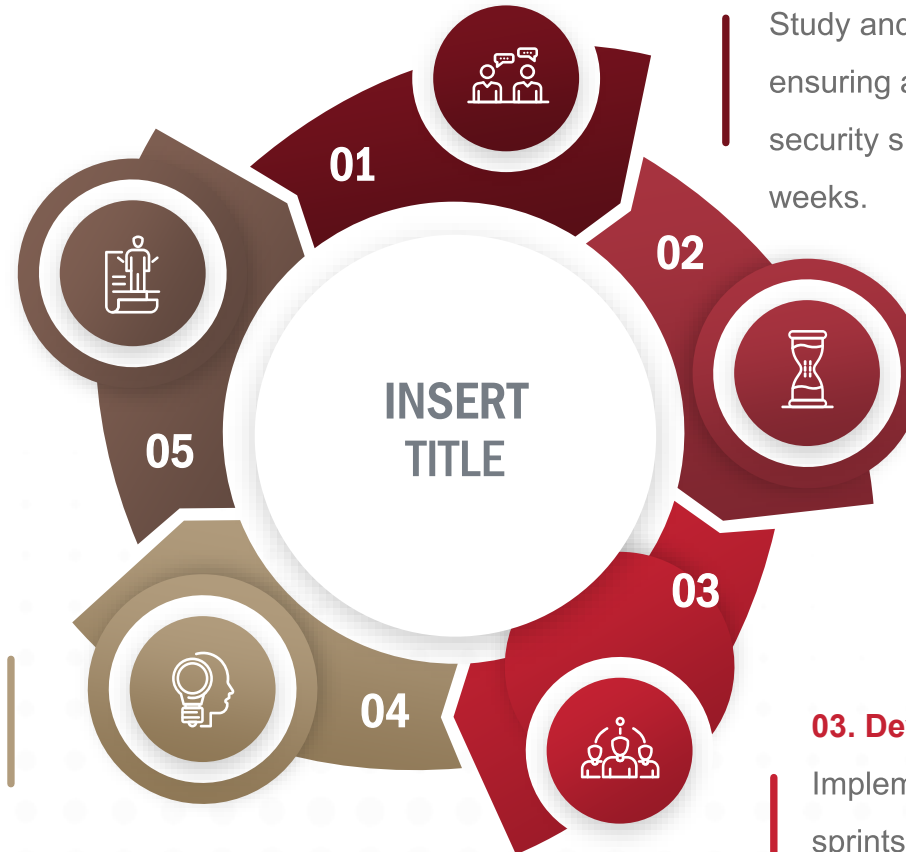 Study and
ensuring
security
weeks.
01
02
INSERT
TITLE
05
03
04
03.
sprints